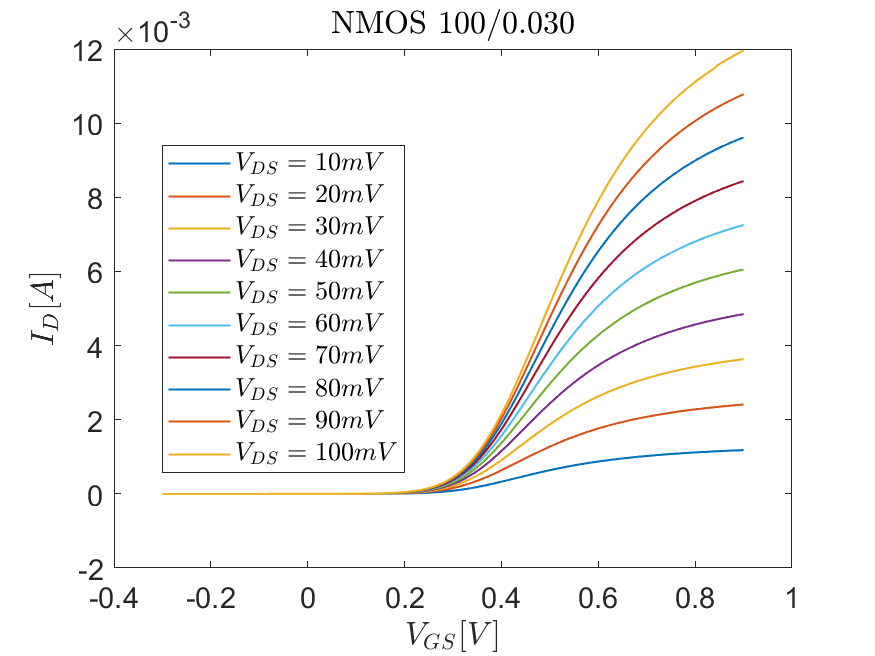 NMOS 100/0.030
×10-3
12
10
8
6
4
2
0
-2
I_D[A]
V_DS = 10mV
V_DS = 20mV
V_DS = 30mV
V_DS = 40mV
V_DS = 50mV
V_DS = 60mV
V_DS = 70mV
V_DS = 80mV
V_DS = 90mV
V_DS = 100mV
-0.4 -0.2 0 0.2 0.4 0.6 0.8 1
V_GS[V]